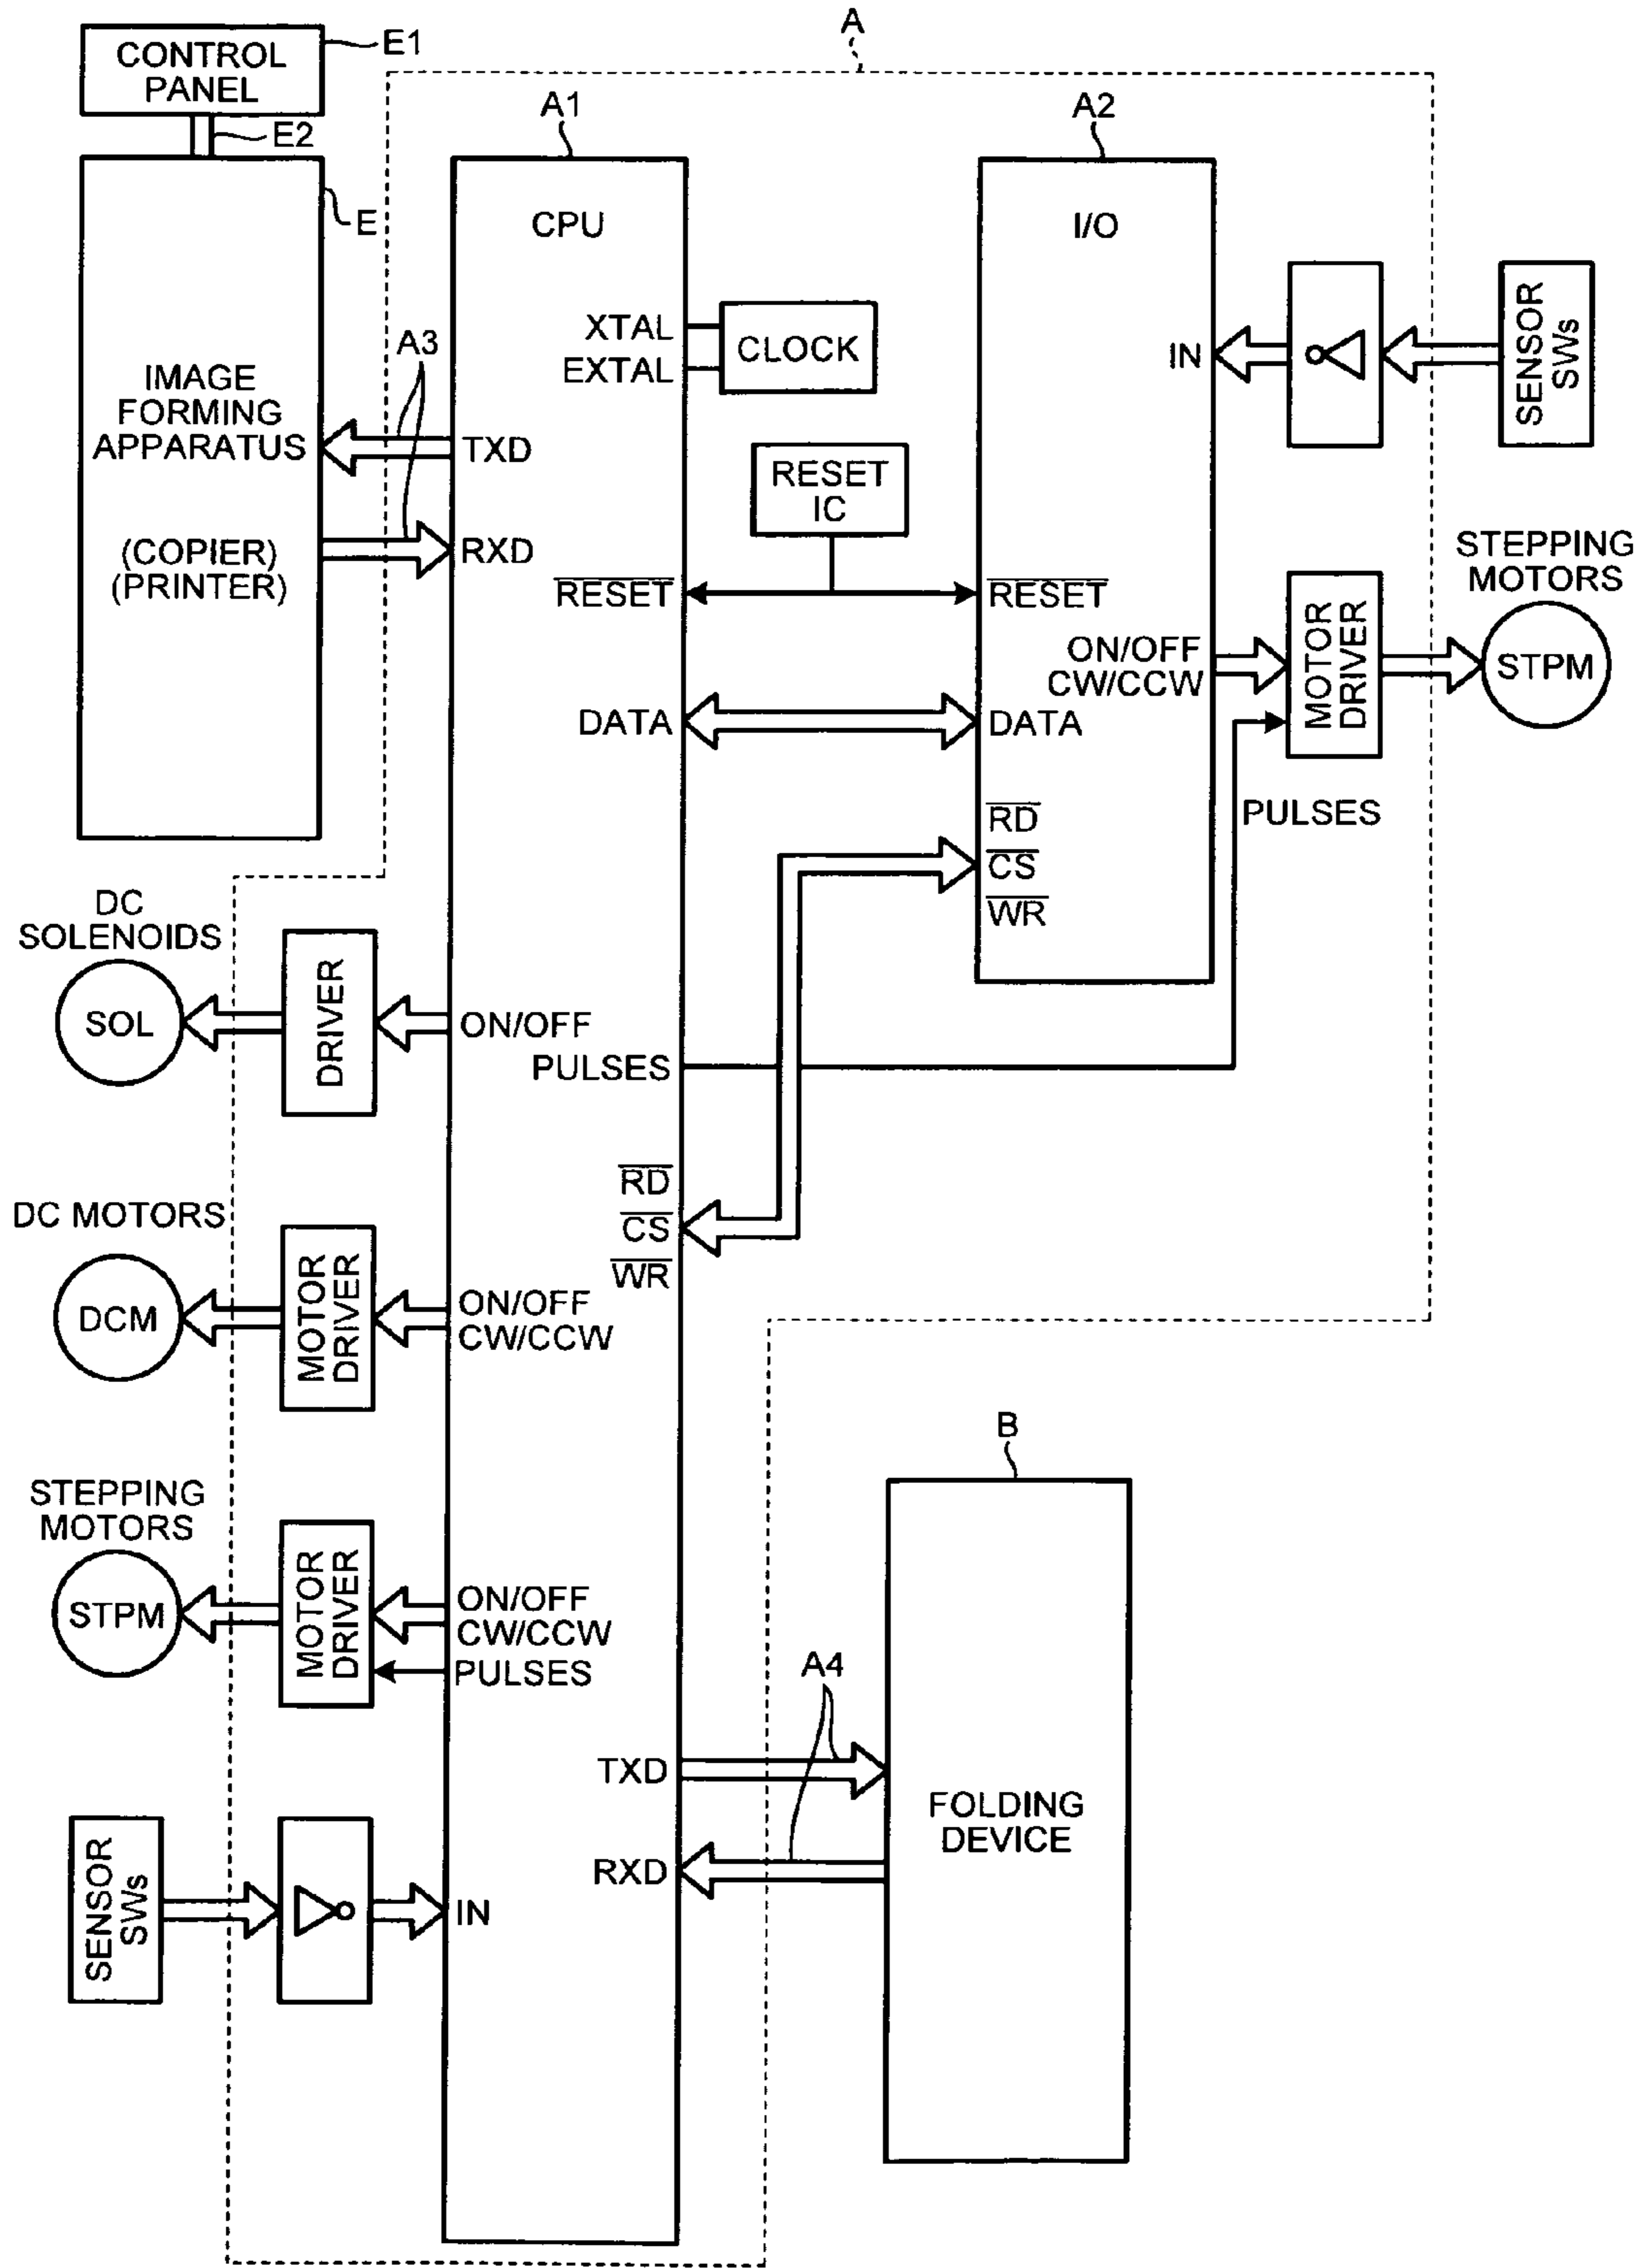 A
CONTROL
PANEL
E1
E2
E
IMAGE
FORMING
APPARATUS
(COPIER)
(PRINTER)
A3
A1
CPU
XTAL
EXTAL
CLOCK
TXD
RXD
RESET
IC
RESET
RESET
DATA
DATA
A2
I/O
IN
SENSOR
SWs
ON/OFF
CW/CCW
MOTOR
DRIVER
STEPPING
MOTORS
STPM
PULSES
RD
CS
WR
DC
SOLENOIDS
SOL
DRIVER
ON/OFF
PULSES
RD
CS
WR
DC MOTORS
DCM
MOTOR
DRIVER
ON/OFF
CW/CCW
STEPPING
MOTORS
STPM
MOTOR
DRIVER
ON/OFF
CW/CCW
PULSES
SENSOR
SWs
IN
TXD
RXD
A4
B
FOLDING
DEVICE